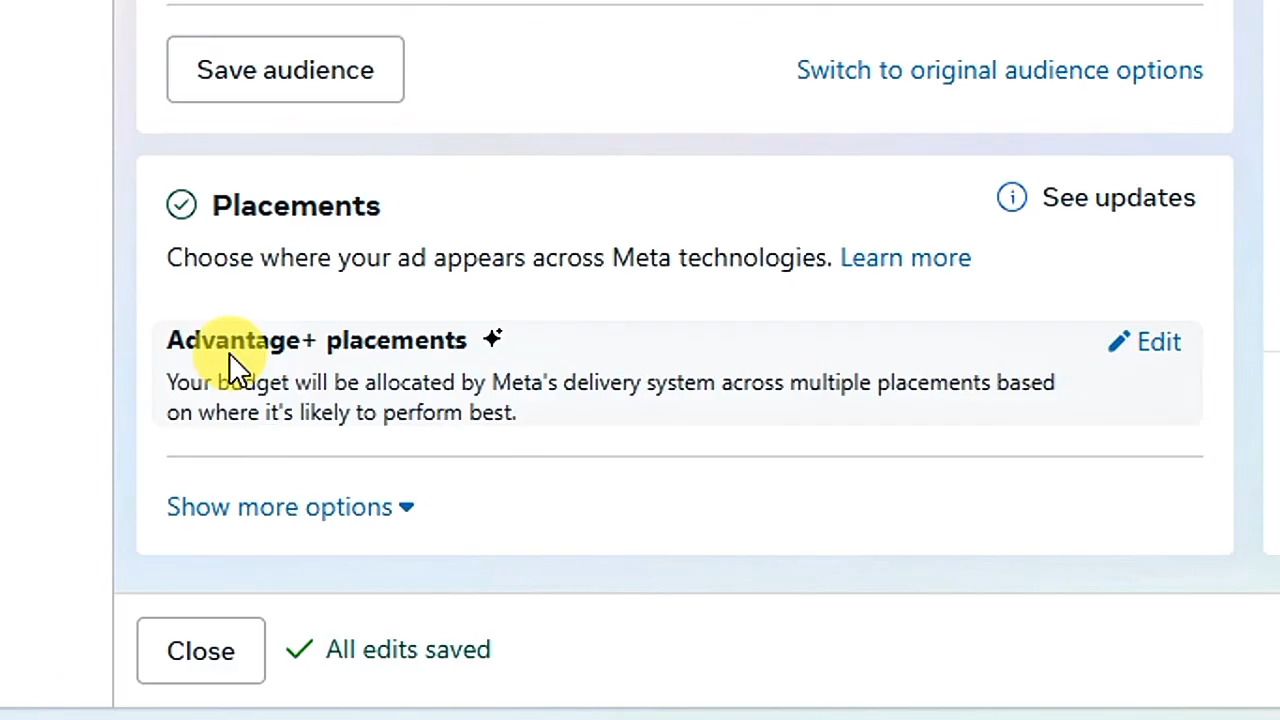 Save audience
Switch to original audience options
Placements
See updates
Choose where your ad appears across Meta technologies. Learn more
Advantage+ placements
Edit
Your budget will be allocated by Meta's delivery system across multiple placements based
on where it's likely to perform best.
Show more options
Close
All edits saved